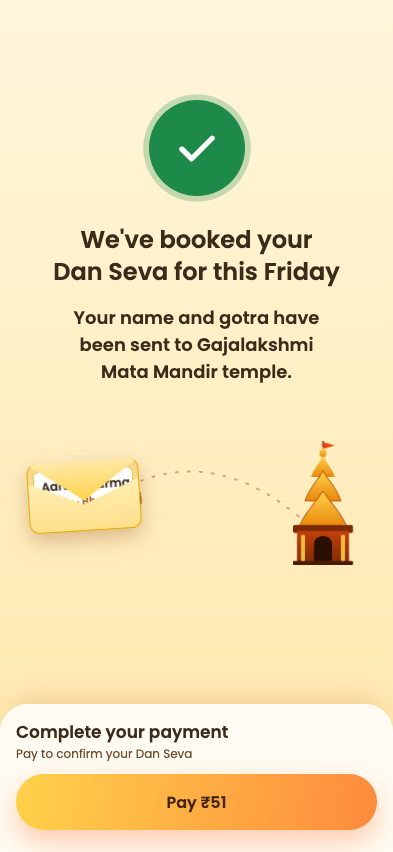 We've booked your
Dan Seva for this Friday
Your name and gotra have
been sent to Gajalakshmi
Mata Mandir temple.
Complete your payment
Pay to confirm your Dan Seva
Pay ₹51